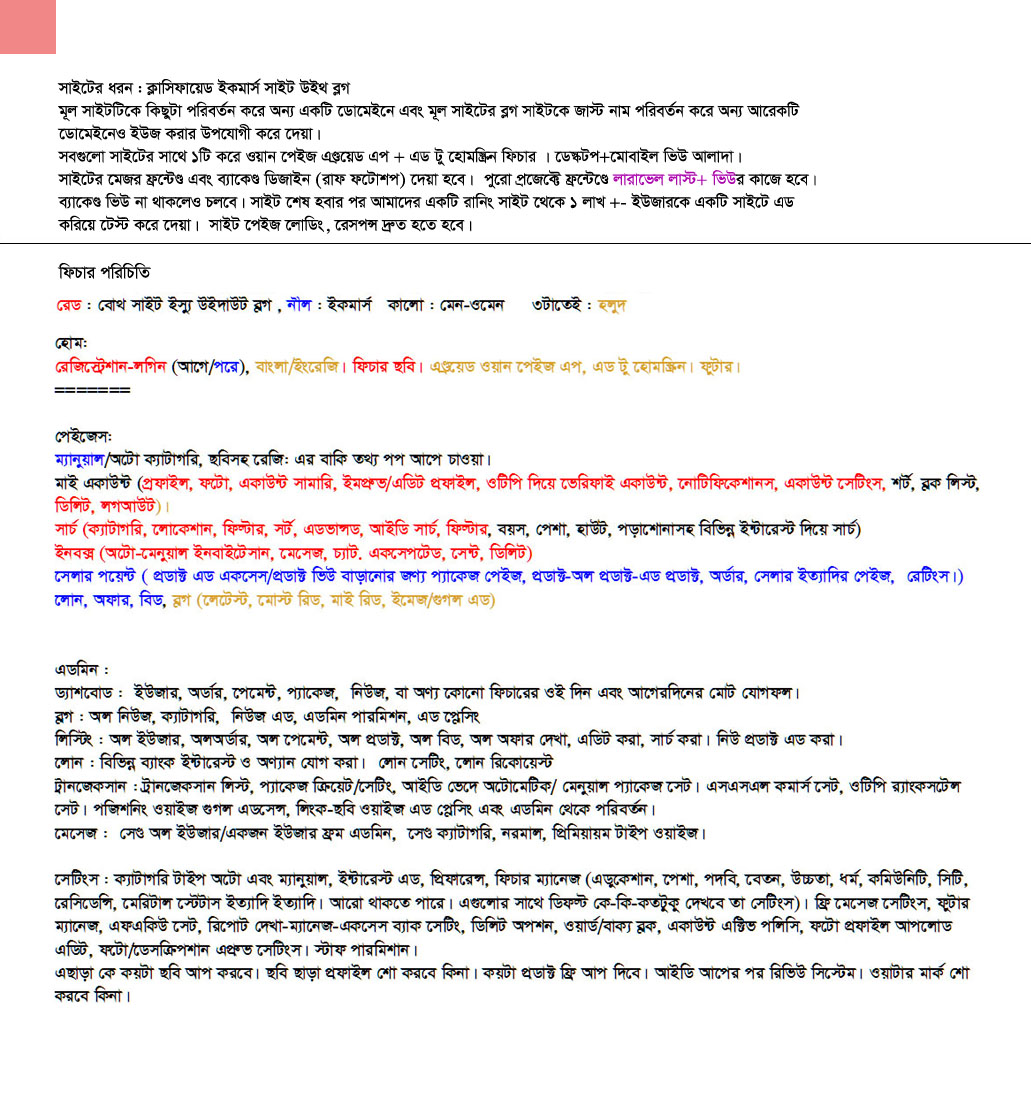 সাইটের ধরন : ক্লাসিফায়েড ইকমার্স সাইট উইথ ব্লগ
মূল সাইটটিকে কিছুটা পরিবর্তন করে অন্য একটি ডোমেইনে এবং মূল সাইটের ব্লগ সাইটকে জাস্ট নাম পরিবর্তন করে অন্য আরেকটি
ডোমেইনেও ইউজ করার উপযোগী করে দেয়া।
সবগুলো সাইটের সাথে ১টি করে ওয়ান পেইজ এণ্ড্রয়েড এপ + এড টু হোমস্ক্রিন ফিচার । ডেস্কটপ+মোবাইল ভিউ আলাদা।
সাইটের মেজর ফ্রন্টেণ্ড এবং ব্যাকেণ্ড ডিজাইন (রাফ ফটোশপ) দেয়া হবে। পুরো প্রজেক্টে ফ্রন্টেণ্ডে লারাভেল লাস্ট+ ভিউর কাজে হবে।
ব্যাকেণ্ড ভিউ না থাকলেও চলবে। সাইট শেষ হবার পর আমাদের একটি রানিং সাইট থেকে ১ লাখ +- ইউজারকে একটি সাইটে এড
করিয়ে টেস্ট করে দেয়া। সাইট পেইজ লোডিং, রেসপন্স দ্রুত হতে হবে।
ফিচার পরিচিতি
রেড : বোথ সাইট ইস্যু উইদাউট ব্লগ , নীল : ইকমার্স কালো : মেন-ওমেন ৩টাতেই : হলুদ
হোম:
রেজিস্ট্রেশান-লগিন (আগে/পরে), বাংলা/ইংরেজি। ফিচার ছবি। এণ্ড্রয়েড ওয়ান পেইজ এপ, এড টু হোমস্ক্রিন। ফুটার।
=======
পেইজেস:
ম্যানুয়াল/অটো ক্যাটাগরি, ছবিসহ রেজি: এর বাকি তথ্য পপ আপে চাওয়া।
মাই একাউন্ট (প্রফাইল, ফটো, একাউন্ট সামারি, ইমপ্রুভ/এডিট প্রফাইল, ওটিপি দিয়ে ভেরিফাই একাউন্ট, নোটিফিকেশানস, একাউন্ট সেটিংস, শর্ট, ব্লক লিস্ট,
ডিলিট, লগআউট)।
সার্চ (ক্যাটাগরি, লোকেশান, ফিল্টার, সর্ট, এডভান্সড, আইডি সার্চ, ফিল্টার, বয়স, পেশা, হাউট, পড়াশোনাসহ বিভিন্ন ইন্টারেস্ট দিয়ে সার্চ)
ইনবক্স (অটো-মেনুয়াল ইনবাইটেসান, মেসেজ, চ্যাট. একসেপটেড, সেন্ট, ডিলিট)
সেলার পয়েন্ট ( প্রডাক্ট এড একসেস/প্রডাক্ট ভিউ বাড়ানোর জণ্য প্যাকেজ পেইজ, প্রডাক্ট-অল প্রডাক্ট-এড প্রডাক্ট, অর্ডার, সেলার ইত্যাদির পেইজ, রেটিংস।)
লোন, অফার, বিড, ব্লগ (লেটেস্ট, মোস্ট রিড, মাই রিড, ইমেজ/গুগল এড)
এডমিন :
ড্যাশবোড : ইউজার, অর্ডার, পেমেন্ট, প্যাকেজ, নিউজ, বা অণ্য কোনো ফিচারের ওই দিন এবং আগেরদিনের মোট যোগফল।
ব্লগ : অল নিউজ, ক্যাটাগরি, নিউজ এড, এডমিন পারমিশন, এড প্লেসিং
লিস্টিং : অল ইউজার, অলঅর্ডার, অল পেমেন্ট, অল প্রডাক্ট, অল বিড, অল অফার দেখা, এডিট করা, সার্চ করা। নিউ প্রডাক্ট এড করা।
লোন : বিভিন্ন ব্যাংক ইন্টারেস্ট ও অণ্যান যোগ করা। লোন সেটিং, লোন রিকোয়েস্ট
ট্রানজেকসান : ট্রানজেকসান লিস্ট, প্যাকেজ ক্রিয়েট/সেটিং, আইডি ভেদে অটোমেটিক/ মেনুয়াল প্যাকেজ সেট। এসএসএল কমার্স সেট, ওটিপি র‍্যাংকসটেল
সেট। পজিশনিং ওয়াইজ গুগল এডসেন্স, লিংক-ছবি ওয়াইজ এড প্লেসিং এবং এডমিন থেকে পরিবর্তন।
মেসেজ : সেণ্ড অল ইউজার/একজন ইউজার ফ্রম এডমিন, সেণ্ড ক্যাটাগরি, নরমাল, প্রিমিয়ায়ম টাইপ ওয়াইজ।
সেটিংস : ক্যাটাগরি টাইপ অটো এবং ম্যানুয়াল, ইন্টারেস্ট এড, প্রিফারেন্স, ফিচার ম্যানেজ (এডুকেশান, পেশা, পদবি, বেতন, উচ্চতা, ধর্ম, কমিউনিটি, সিটি,
রেসিডেন্সি, মেরিটাল স্টেটাস ইত্যাদি ইত্যাদি। আরো থাকতে পারে। এগুলোর সাথে ডিফল্ট কে-কি-কতটুকু দেখবে তা সেটিংস)। ফ্রি মেসেজ সেটিংস, ফুটার
ম্যানেজ, এফএকিউ সেট, রিপোট দেখা-ম্যানেজ-একসেস ব্যাক সেটিং, ডিলিট অপশন, ওয়ার্ড/বাক্য ব্লক, একাউন্ট এক্টিভ পলিসি, ফটো প্রফাইল আপলোড
এডিট, ফটো/ডেসক্রিপশান এপ্রুভ সেটিংস। স্টাফ পারমিশান।
এছাড়া কে কয়টা ছবি আপ করবে। ছবি ছাড়া প্রফাইল শো করবে কিনা। কয়টা প্রডাক্ট ফ্রি আপ দিবে। আইডি আপের পর রিভিউ সিস্টেম। ওয়াটার মার্ক শো
করবে কিনা।